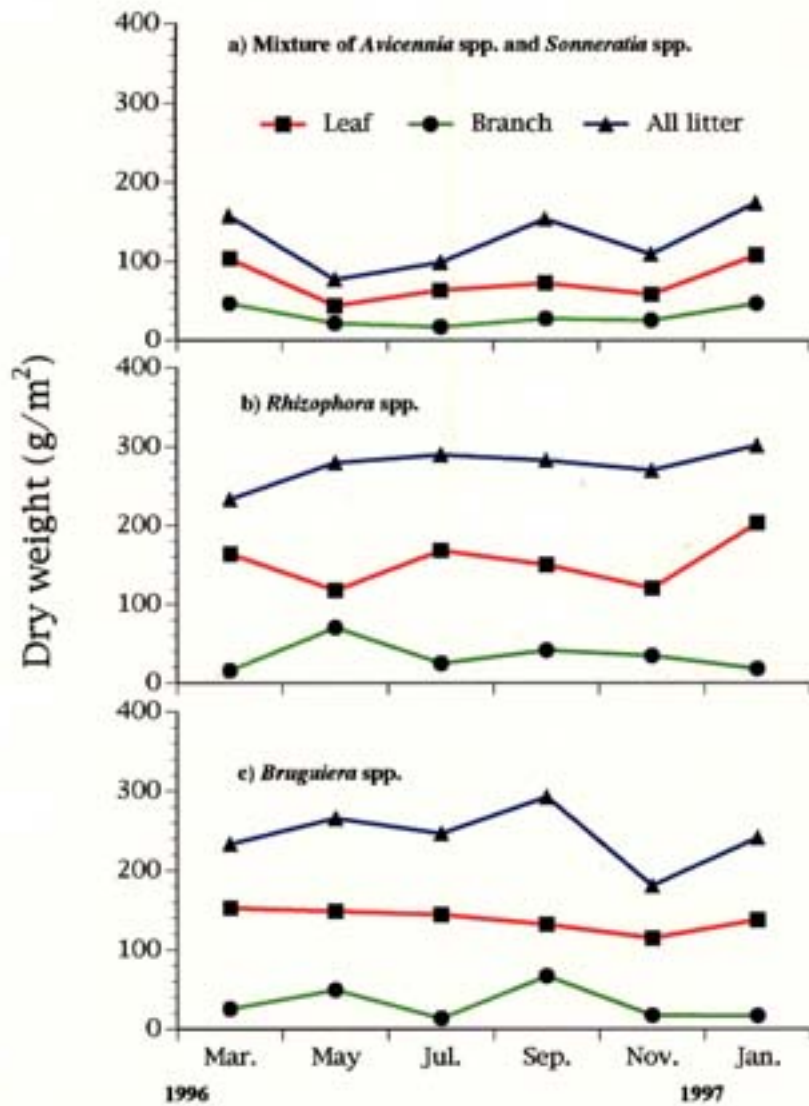 Dry weight (g/m²)
400
a) Mixture of Avicennia spp. and Sonneratia spp.
300
Leaf Branch All litter
200
100
0
400
b) Rhizophora spp.
300
200
100
0
400
c) Bruguiera spp.
300
200
100
0
Mar. May Jul. Sep. Nov. Jan.
1996 1997